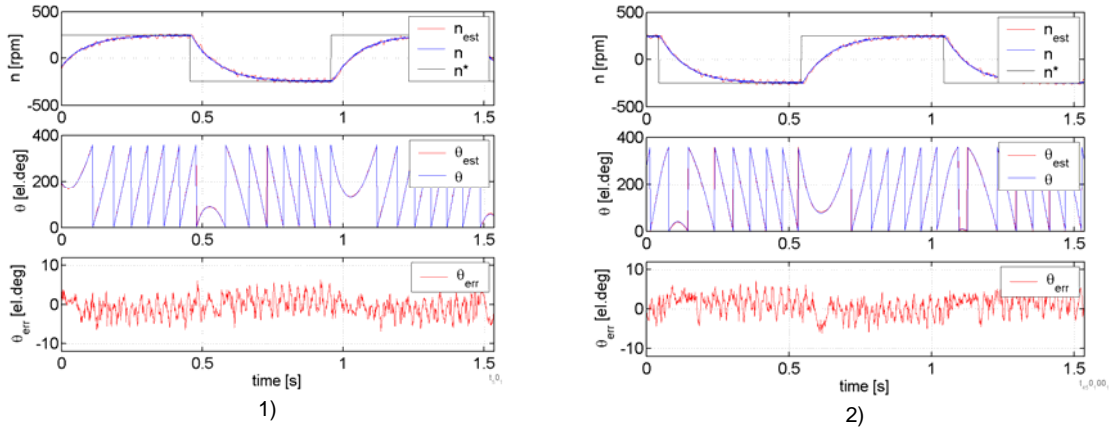 500
0
-500
n [rpm]
n_est
n
n*
0
0.5
1
1.5
400
200
0
θ [el.deg]
θ_est
θ
0
0.5
1
1.5
10
0
-10
θ_err [el.deg]
θ_err
0
0.5
1
1.5
time [s]
1)
500
0
-500
n [rpm]
n_est
n
n*
0
0.5
1
1.5
400
200
0
θ [el.deg]
θ_est
θ
0
0.5
1
1.5
10
0
-10
θ_err [el.deg]
θ_err
0
0.5
1
1.5
time [s]
2)